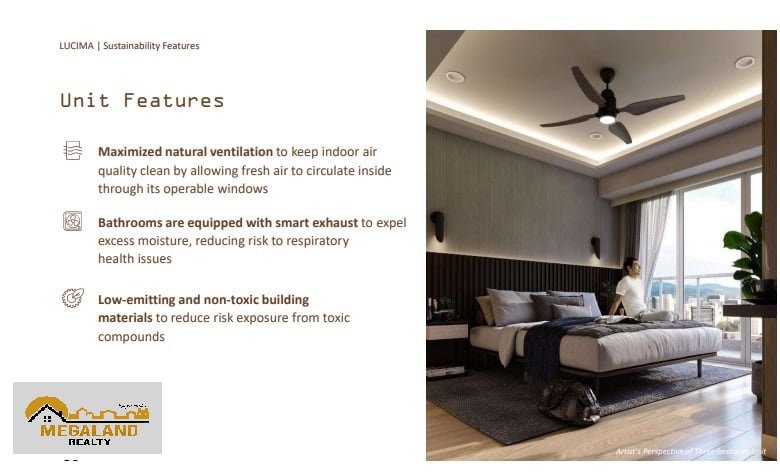 LUCIMA | Sustainability Features
Unit Features
Maximized natural ventilation to keep indoor air
quality clean by allowing fresh air to circulate inside
through its operable windows
Bathrooms are equipped with smart exhaust to expel
excess moisture, reducing risk to respiratory
health issues
Low-emitting and non-toxic building
materials to reduce risk exposure from toxic
compounds
MEGALAND
REALTY
Artist's Perspective of Three-bedroom Unit